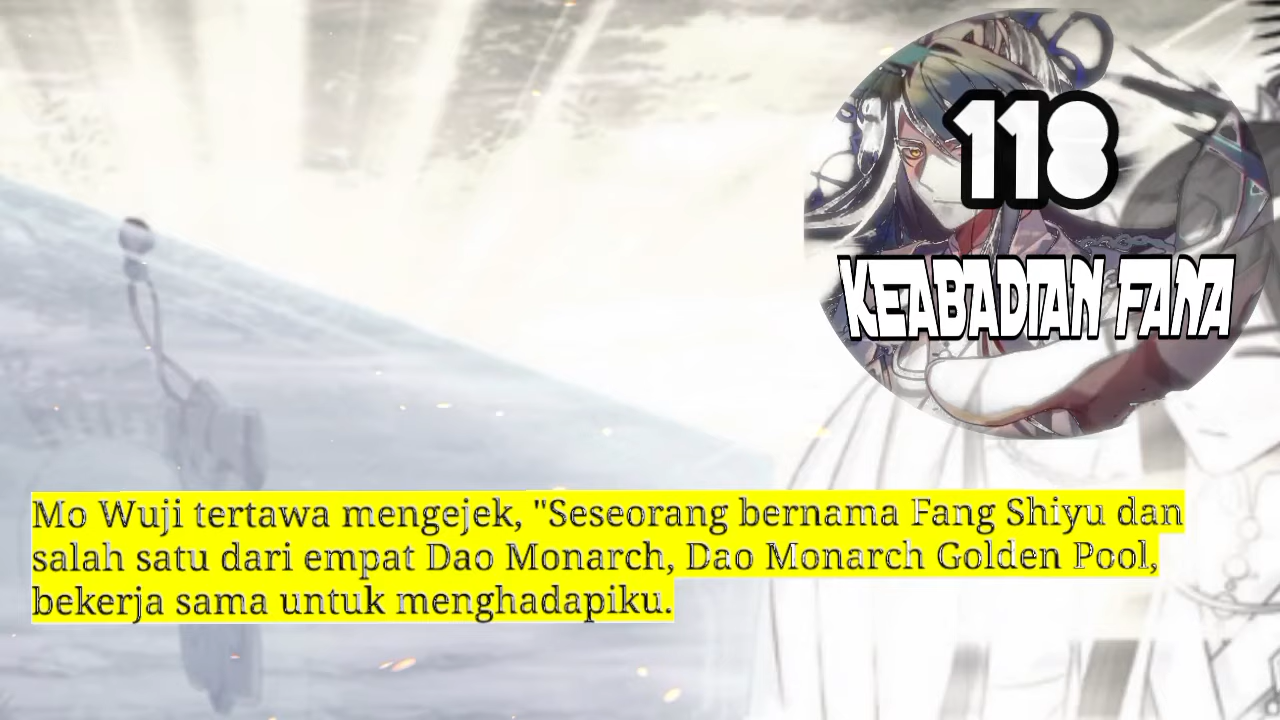 118
KEABADIAN FANA
Mo Wuji tertawa mengejek, "Seseorang bernama Fang Shiyu dan
salah satu dari empat Dao Monarch, Dao Monarch Golden Pool,
bekerja sama untuk menghadapiku.